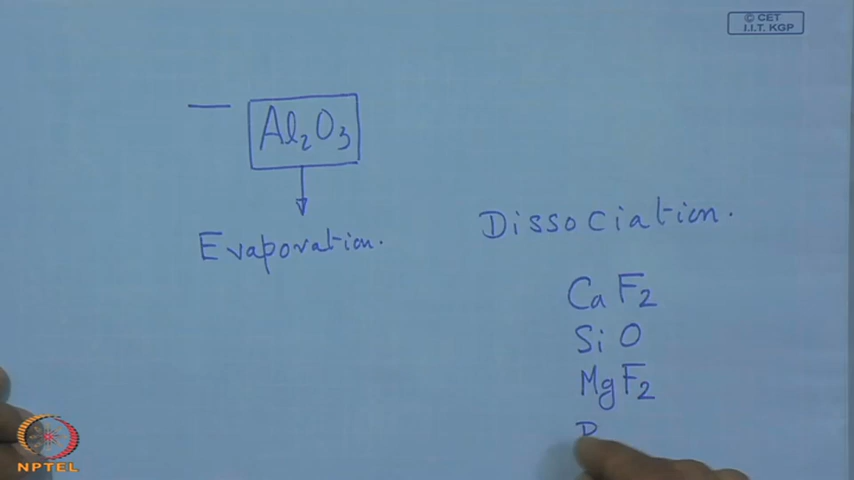 © CET
I.I.T. KGP
Al₂O₃
Evaporation.
Dissociation.
CaF₂
SiO
MgF₂
NPTEL